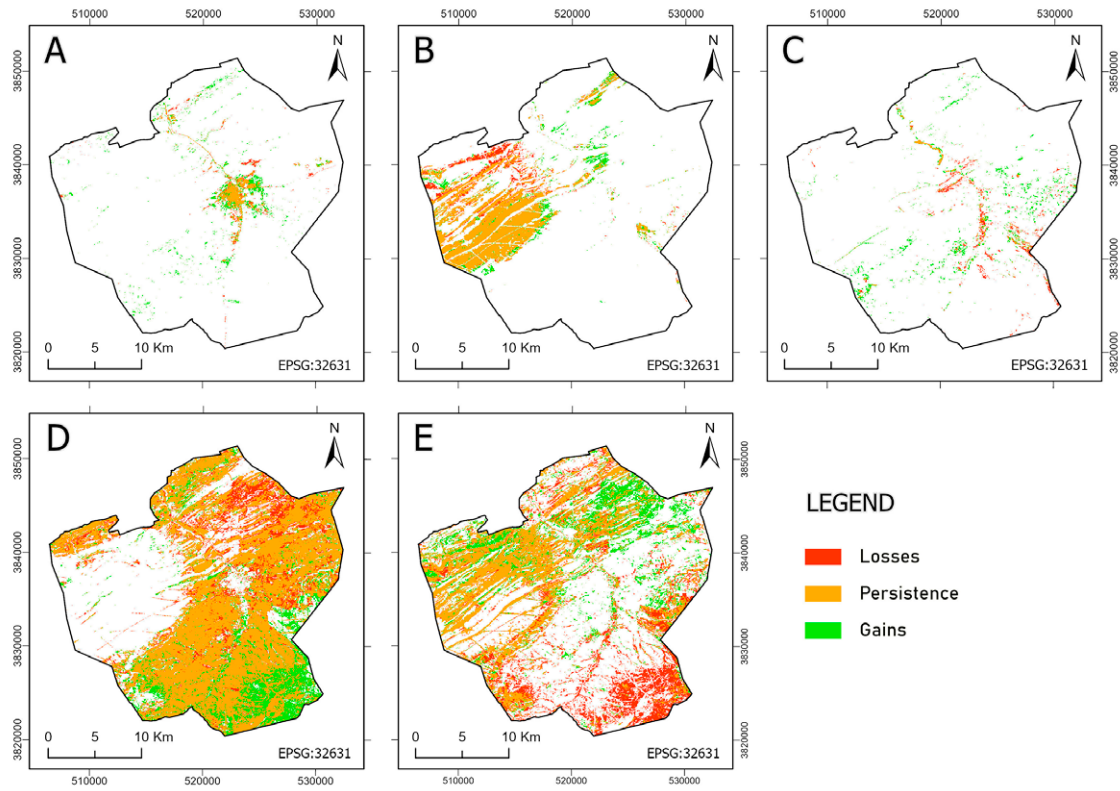 510000 520000 530000 520000 530000
A N B N C N
3850000 3850000
3840000 3840000
3830000 3830000
3820000 3820000
0 5 10 Km 0 5 10 Km 0 5 10 Km
EPSG:32631 EPSG:32631 EPSG:32631
510000
D N E N
3850000 3850000
LEGEND
Losses
3840000 3840000
Persistence
Gains
3830000 3830000
3820000 3820000
0 5 10 Km 0 5 10 Km
EPSG:32631 EPSG:32631
510000 520000 530000 510000 520000 530000